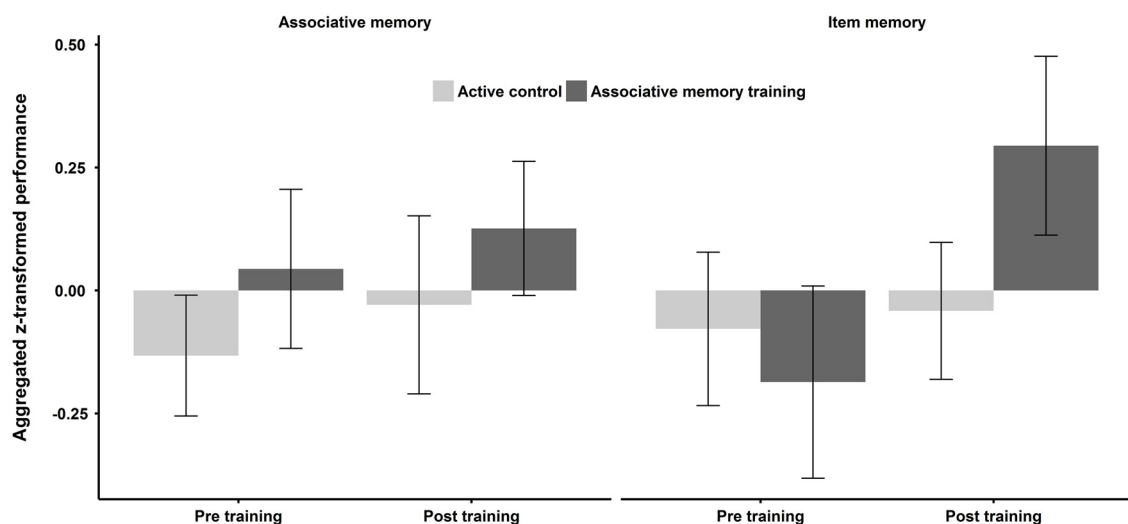 Associative memory
Item memory
Aggregated z-transformed performance
0.50
0.25
0.00
-0.25
Active control
Associative memory training
Pre training
Post training
Pre training
Post training